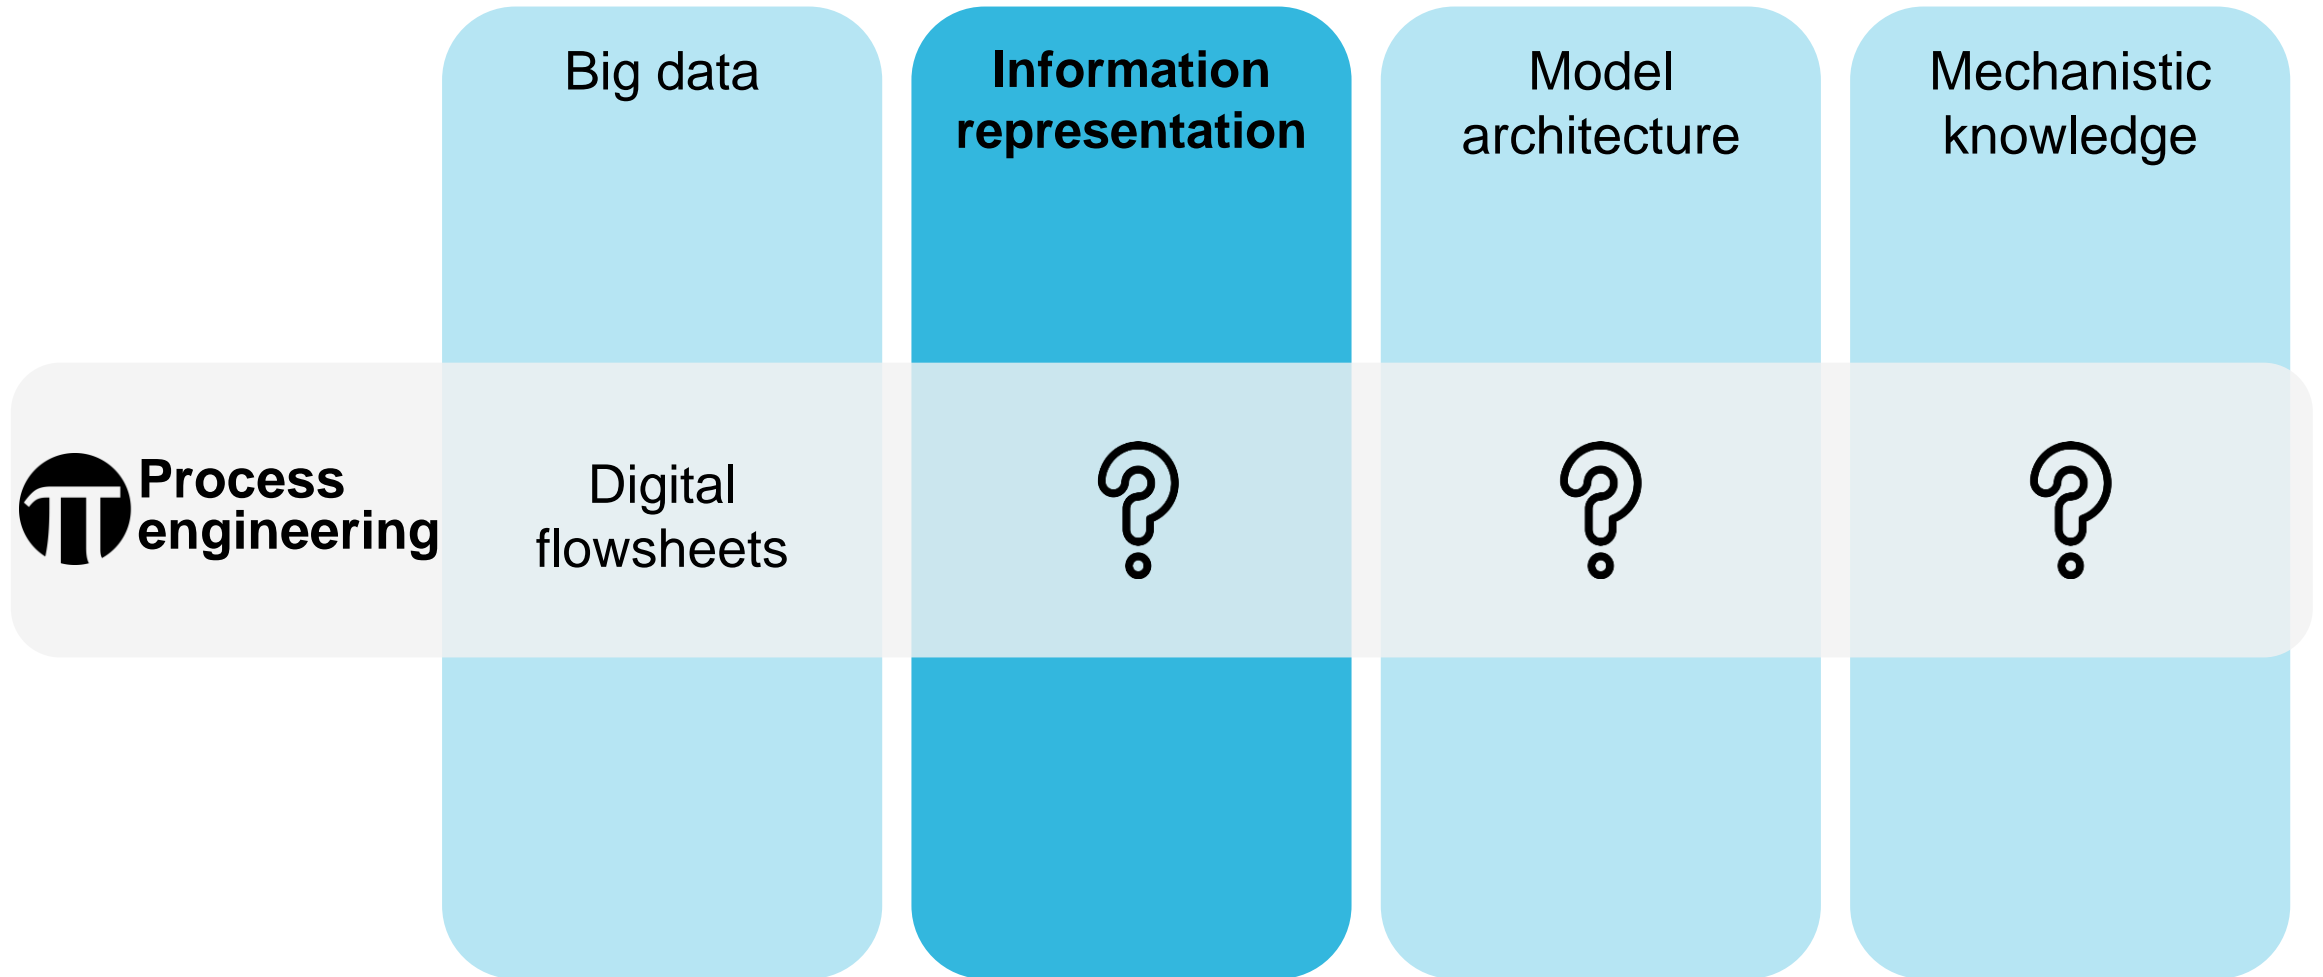 Big data
Information
representation
Model
architecture
Mechanistic
knowledge
Process
engineering
Digital
flowsheets
?
?
?